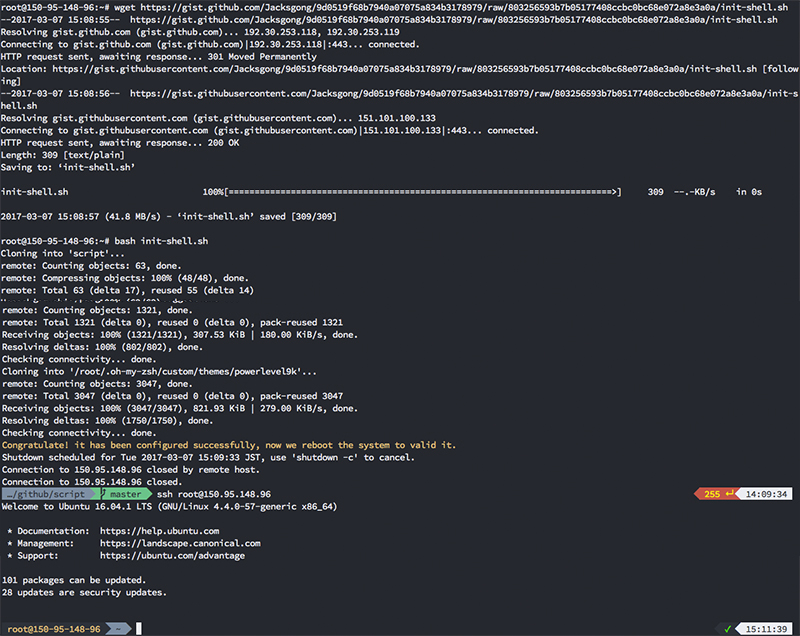 root@150-95-148-96:~# wget https://gist.github.com/Jacksgong/9d0519f68b7940a07075a834b3178979/raw/803256593b7b05177408ccbc0bc68e072a8e3a0a/init-shell.sh
--2017-03-07 15:08:55--  https://gist.github.com/Jacksgong/9d0519f68b7940a07075a834b3178979/raw/803256593b7b05177408ccbc0bc68e072a8e3a0a/init-shell.sh
Resolving gist.github.com (gist.github.com)... 192.30.253.118, 192.30.253.119
Connecting to gist.github.com (gist.github.com)|192.30.253.118|:443... connected.
HTTP request sent, awaiting response... 301 Moved Permanently
Location: https://gist.githubusercontent.com/Jacksgong/9d0519f68b7940a07075a834b3178979/raw/803256593b7b05177408ccbc0bc68e072a8e3a0a/init-shell.sh [follow
ing]
--2017-03-07 15:08:56--  https://gist.githubusercontent.com/Jacksgong/9d0519f68b7940a07075a834b3178979/raw/803256593b7b05177408ccbc0bc68e072a8e3a0a/init-s
hell.sh
Resolving gist.githubusercontent.com (gist.githubusercontent.com)... 151.101.100.133
Connecting to gist.githubusercontent.com (gist.githubusercontent.com)|151.101.100.133|:443... connected.
HTTP request sent, awaiting response... 200 OK
Length: 309 [text/plain]
Saving to: ‘init-shell.sh’
init-shell.sh 100%[==========================================================================>] 309 --.-KB/s in 0s
2017-03-07 15:08:57 (41.8 MB/s) - ‘init-shell.sh’ saved [309/309]
root@150-95-148-96:~# bash init-shell.sh
Cloning into 'script'...
remote: Counting objects: 63, done.
remote: Compressing objects: 100% (48/48), done.
remote: Total 63 (delta 17), reused 55 (delta 14)
remote: Counting objects: 1321, done.
remote: Total 1321 (delta 0), reused 0 (delta 0), pack-reused 1321
Receiving objects: 100% (1321/1321), 307.53 KiB | 180.00 KiB/s, done.
Resolving deltas: 100% (802/802), done.
Checking connectivity... done.
Cloning into '/root/.oh-my-zsh/custom/themes/powerlevel9k'...
remote: Counting objects: 3047, done.
remote: Total 3047 (delta 0), reused 0 (delta 0), pack-reused 3047
Receiving objects: 100% (3047/3047), 821.93 KiB | 279.00 KiB/s, done.
Resolving deltas: 100% (1750/1750), done.
Checking connectivity... done.
Congratulate! it has been configured successfully, now we reboot the system to valid it.
Shutdown scheduled for Tue 2017-03-07 15:09:33 JST, use 'shutdown -c' to cancel.
Connection to 150.95.148.96 closed by remote host.
Connection to 150.95.148.96 closed.
…/github/script master ssh root@150.95.148.96 255 ↵ 14:09:34
Welcome to Ubuntu 16.04.1 LTS (GNU/Linux 4.4.0-57-generic x86_64)
* Documentation:  https://help.ubuntu.com
* Management:     https://landscape.canonical.com
* Support:        https://ubuntu.com/advantage
101 packages can be updated.
28 updates are security updates.
root@150-95-148-96 ~ ✓ 15:11:39